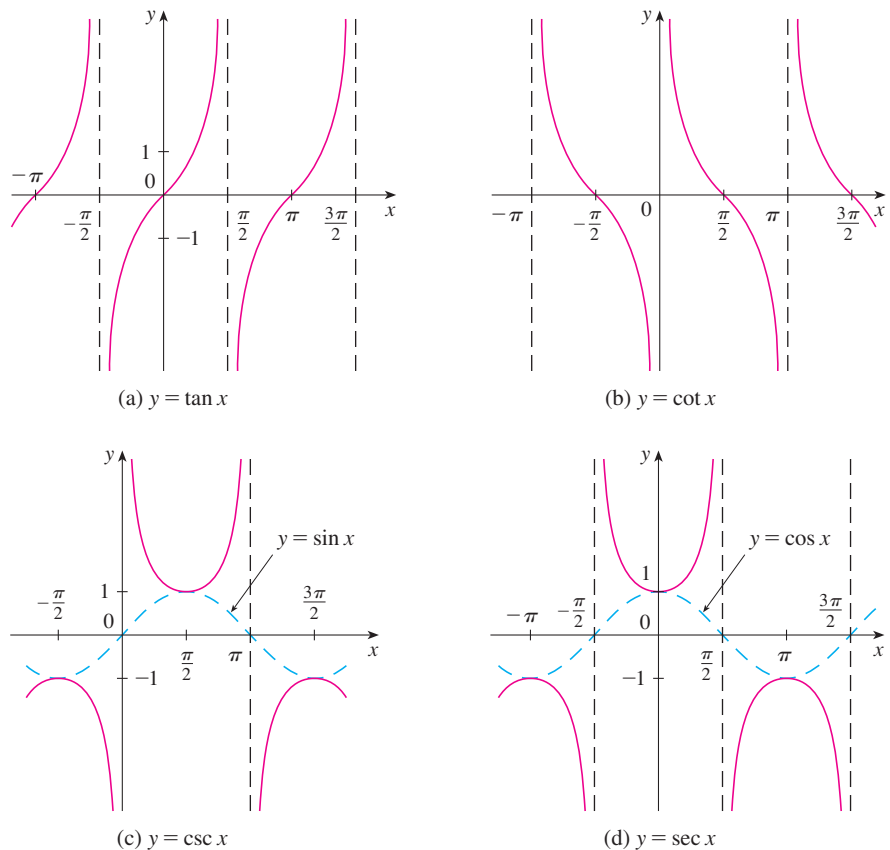 y
1
0
−π
−π/2
π/2
π
3π/2
x
−1
(a) y = tan x
y
0
−π
−π/2
π/2
π
3π/2
x
(b) y = cot x
y
y = sin x
1
0
−π/2
π/2
π
3π/2
x
−1
(c) y = csc x
y
y = cos x
1
0
−π
−π/2
π/2
π
3π/2
x
−1
(d) y = sec x